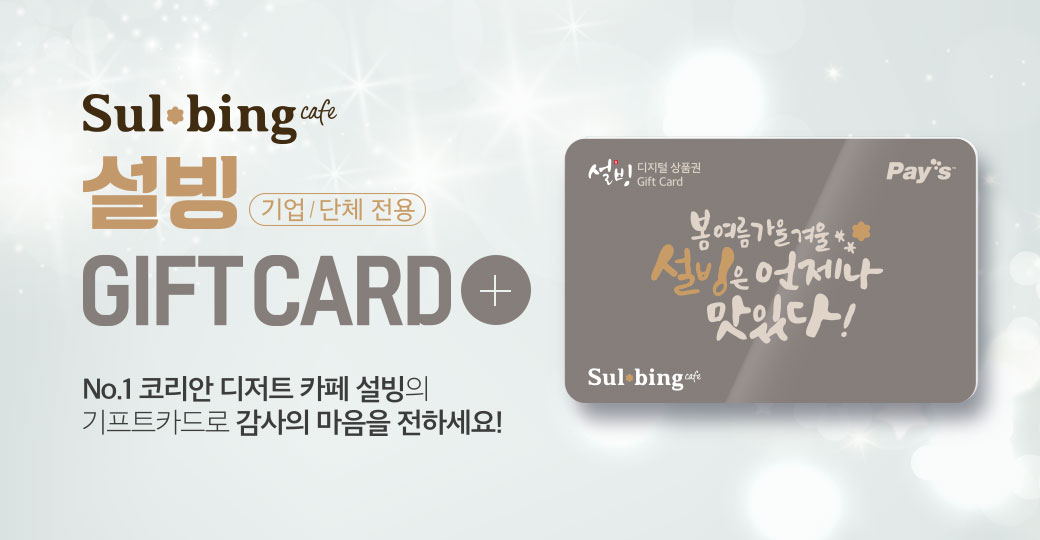 Sul bing cafe
설빙 기업/단체 전용
GIFT CARD +
No.1 코리안 디저트 카페 설빙의
기프트카드로 감사의 마음을 전하세요!
설빙 디지털 상품권
Gift Card
Pay's™
봄여름가을겨울
설빙은 언제나
맛있다!
Sul bing cafe